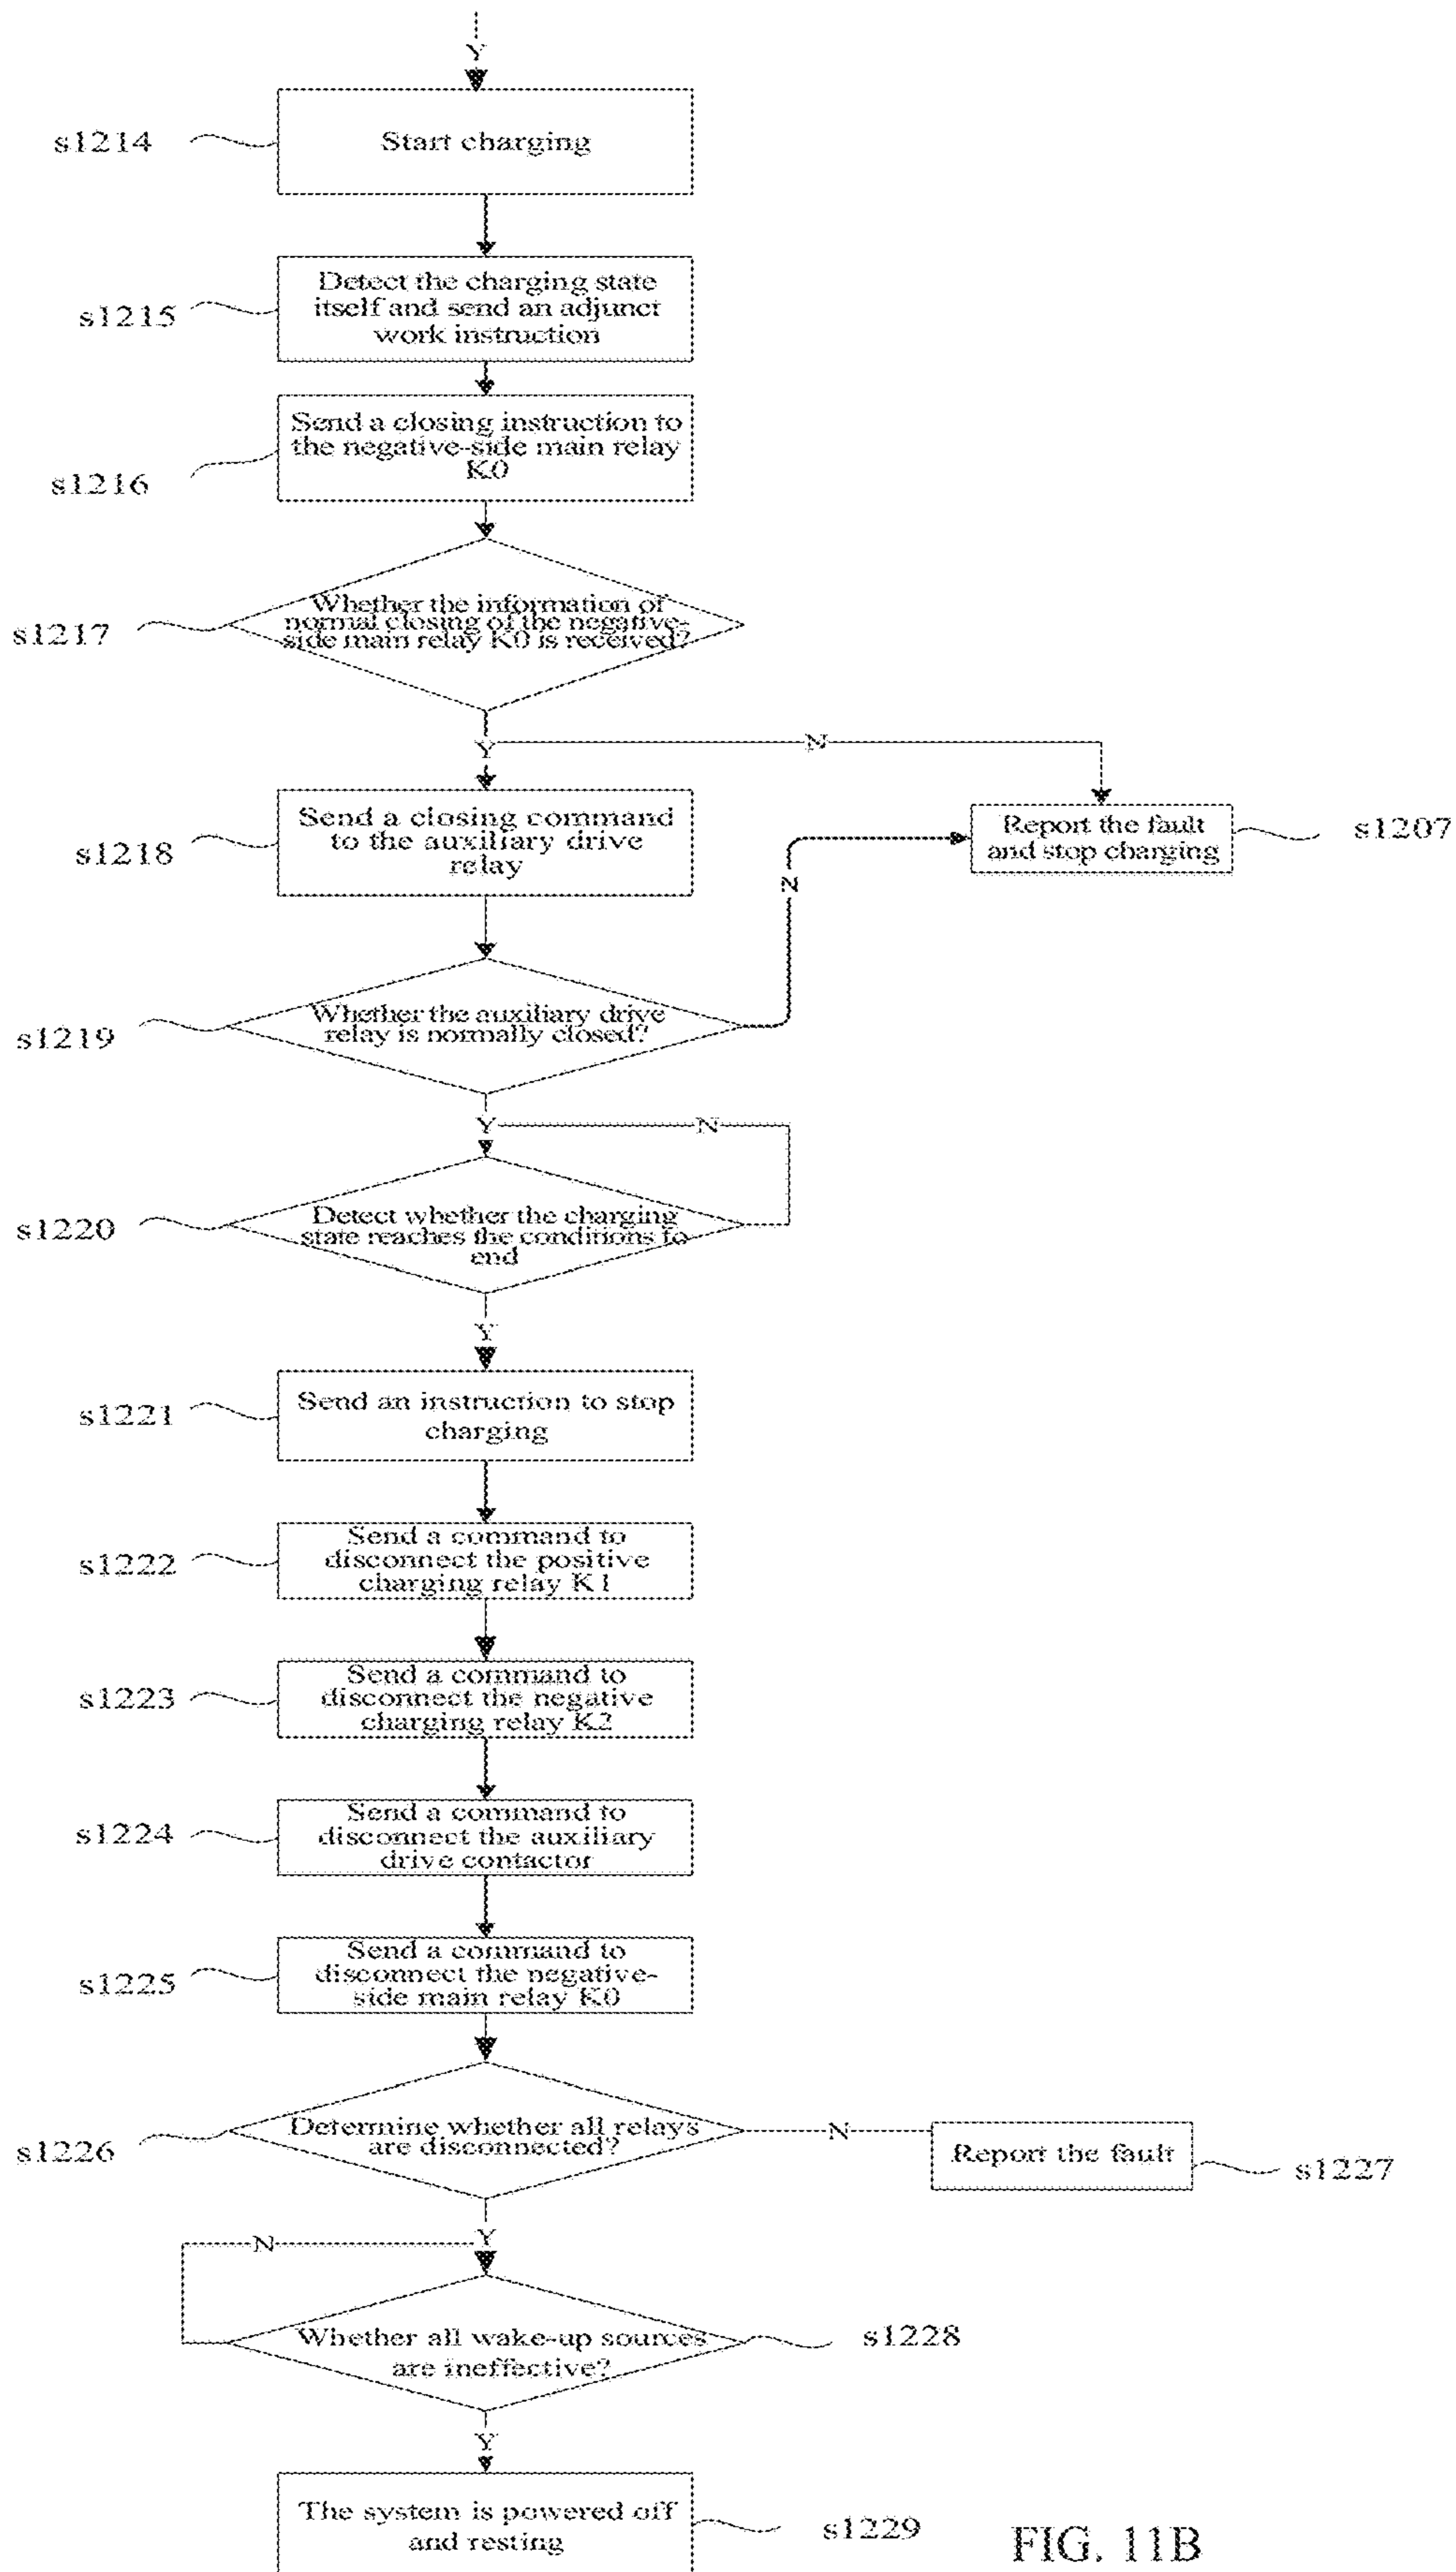 Y
s1214
Start charging
s1215
Detect the charging state
itself and send an adjunct
work instruction
s1216
Send a closing instruction to
the negative-side main relay
K0
s1217
Whether the information of
normal closing of the negative-
side main relay K0 is received?
Y
N
s1218
Send a closing command
to the auxiliary drive
relay
Report the fault
and stop charging
s1207
N
s1219
Whether the auxiliary drive
relay is normally closed?
Y
N
s1220
Detect whether the charging
state reaches the conditions to
end
Y
s1221
Send an instruction to stop
charging
s1222
Send a command to
disconnect the positive
charging relay K1
s1223
Send a command to
disconnect the negative
charging relay K2
s1224
Send a command to
disconnect the auxiliary
drive contactor
s1225
Send a command to
disconnect the negative-
side main relay K0
s1226
Determine whether all relays
are disconnected?
N
Report the fault
s1227
Y
N
Whether all wake-up sources
are ineffective?
s1228
Y
The system is powered off
and resting
s1229
FIG. 11B